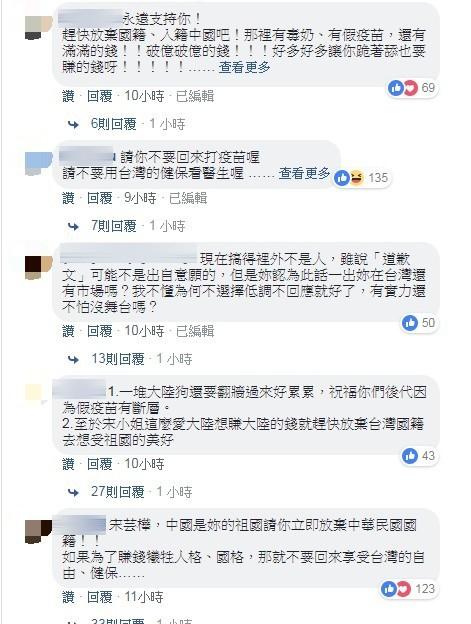 永遠支持你！
趕快放棄國籍、入籍中國吧！那裡有毒奶、有假疫苗，還有
滿滿的錢！！破億破億的錢！！！好多好多讓你跪著舔也要
賺的錢呀！！！！！…… 查看更多
69
讚 · 回覆 · 10小時 · 已編輯
6則回覆 · 1 小時
請你不要回來打疫苗喔
請不要用台灣的健保看醫生喔 …… 查看更多
135
讚 · 回覆 · 9小時 · 已編輯
7則回覆 · 1 小時
現在搞得裡外不是人，雖說「道歉
文」可能不是出自意願的，但是妳認為此話一出妳在台灣還
有市場嗎？我不懂為何不選擇低調不回應就好了，有實力還
不怕沒舞台嗎？
50
讚 · 回覆 · 10小時 · 已編輯
13則回覆 · 1 小時
1.一堆大陸狗還要翻牆過來好累累，祝福你們後代因
為假疫苗有斷層。
2.至於宋小姐這麼愛大陸想賺大陸的錢就趕快放棄台灣國籍
去想受祖國的美好
43
讚 · 回覆 · 10小時
27則回覆 · 1 小時
宋芸樺，中國是妳的祖國請你立即放棄中華民國國
籍！！
如果為了賺錢犧牲人格、國格，那就不要回來享受台灣的自
由、健保……
123
讚 · 回覆 · 11小時
33則回覆 · 1 小時